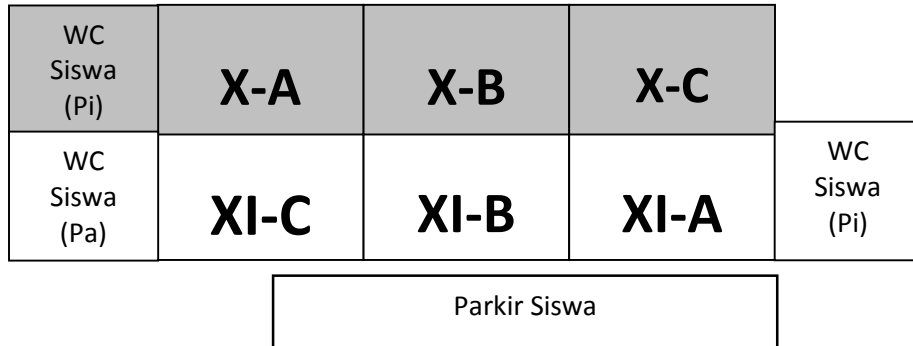 WC
Siswa
(Pi)
X-A
X-B
X-C
WC
Siswa
(Pa)
XI-C
XI-B
XI-A
WC
Siswa
(Pi)
Parkir Siswa